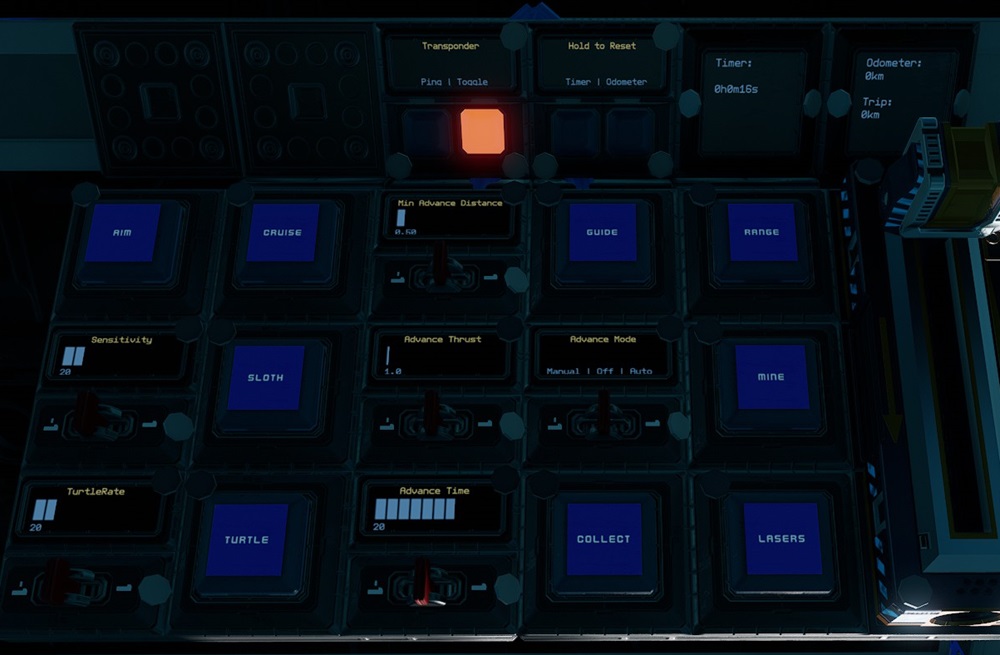 Transponder
Ping | Toggle
Hold to Reset
Timer | Odometer
Timer:
0h0m16s
Odometer:
0km
Trip:
0km
AIM
CRUISE
Min Advance Distance
0.60
GUIDE
RANGE
Sensitivity
20
SLOTH
Advance Thrust
1.0
Advance Mode
Manual | Off | Auto
MINE
TurtleRate
20
TURTLE
Advance Time
20
COLLECT
LASERS